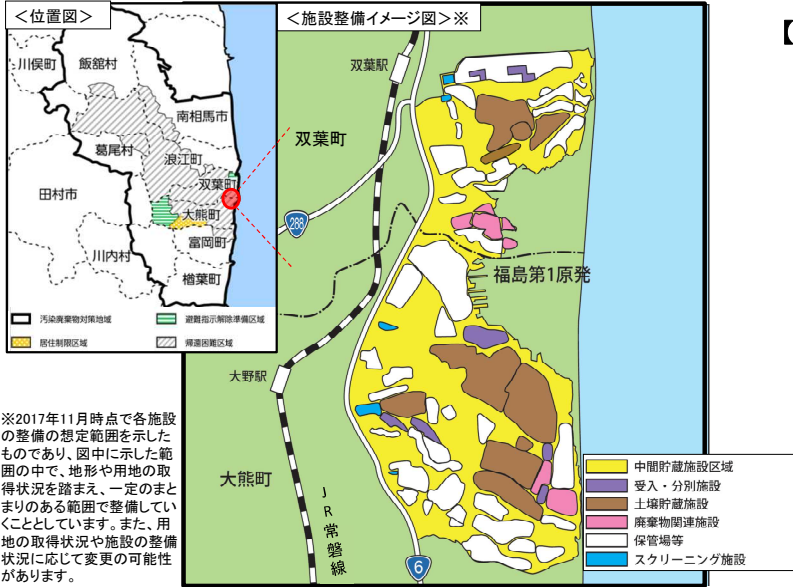 ＜位置図＞
＜施設整備イメージ図＞※
【
川俣町
飯舘村
南相馬市
葛尾村
浪江町
双葉町
田村市
大熊町
富岡町
川内村
楢葉町
汚染廃棄物対策地域
避難指示解除準備区域
居住制限区域
帰還困難区域
双葉駅
双葉町
288
福島第1原発
大野駅
大熊町
JR常磐線
6
中間貯蔵施設区域
受入・分別施設
土壌貯蔵施設
廃棄物関連施設
保管場等
スクリーニング施設
※2017年11月時点で各施設
の整備の想定範囲を示した
ものであり、図中に示した範
囲の中で、地形や用地の取
得状況を踏まえ、一定のまと
まりのある範囲で整備してい
くこととしています。また、用
地の取得状況や施設の整備
状況に応じて変更の可能性
があります。